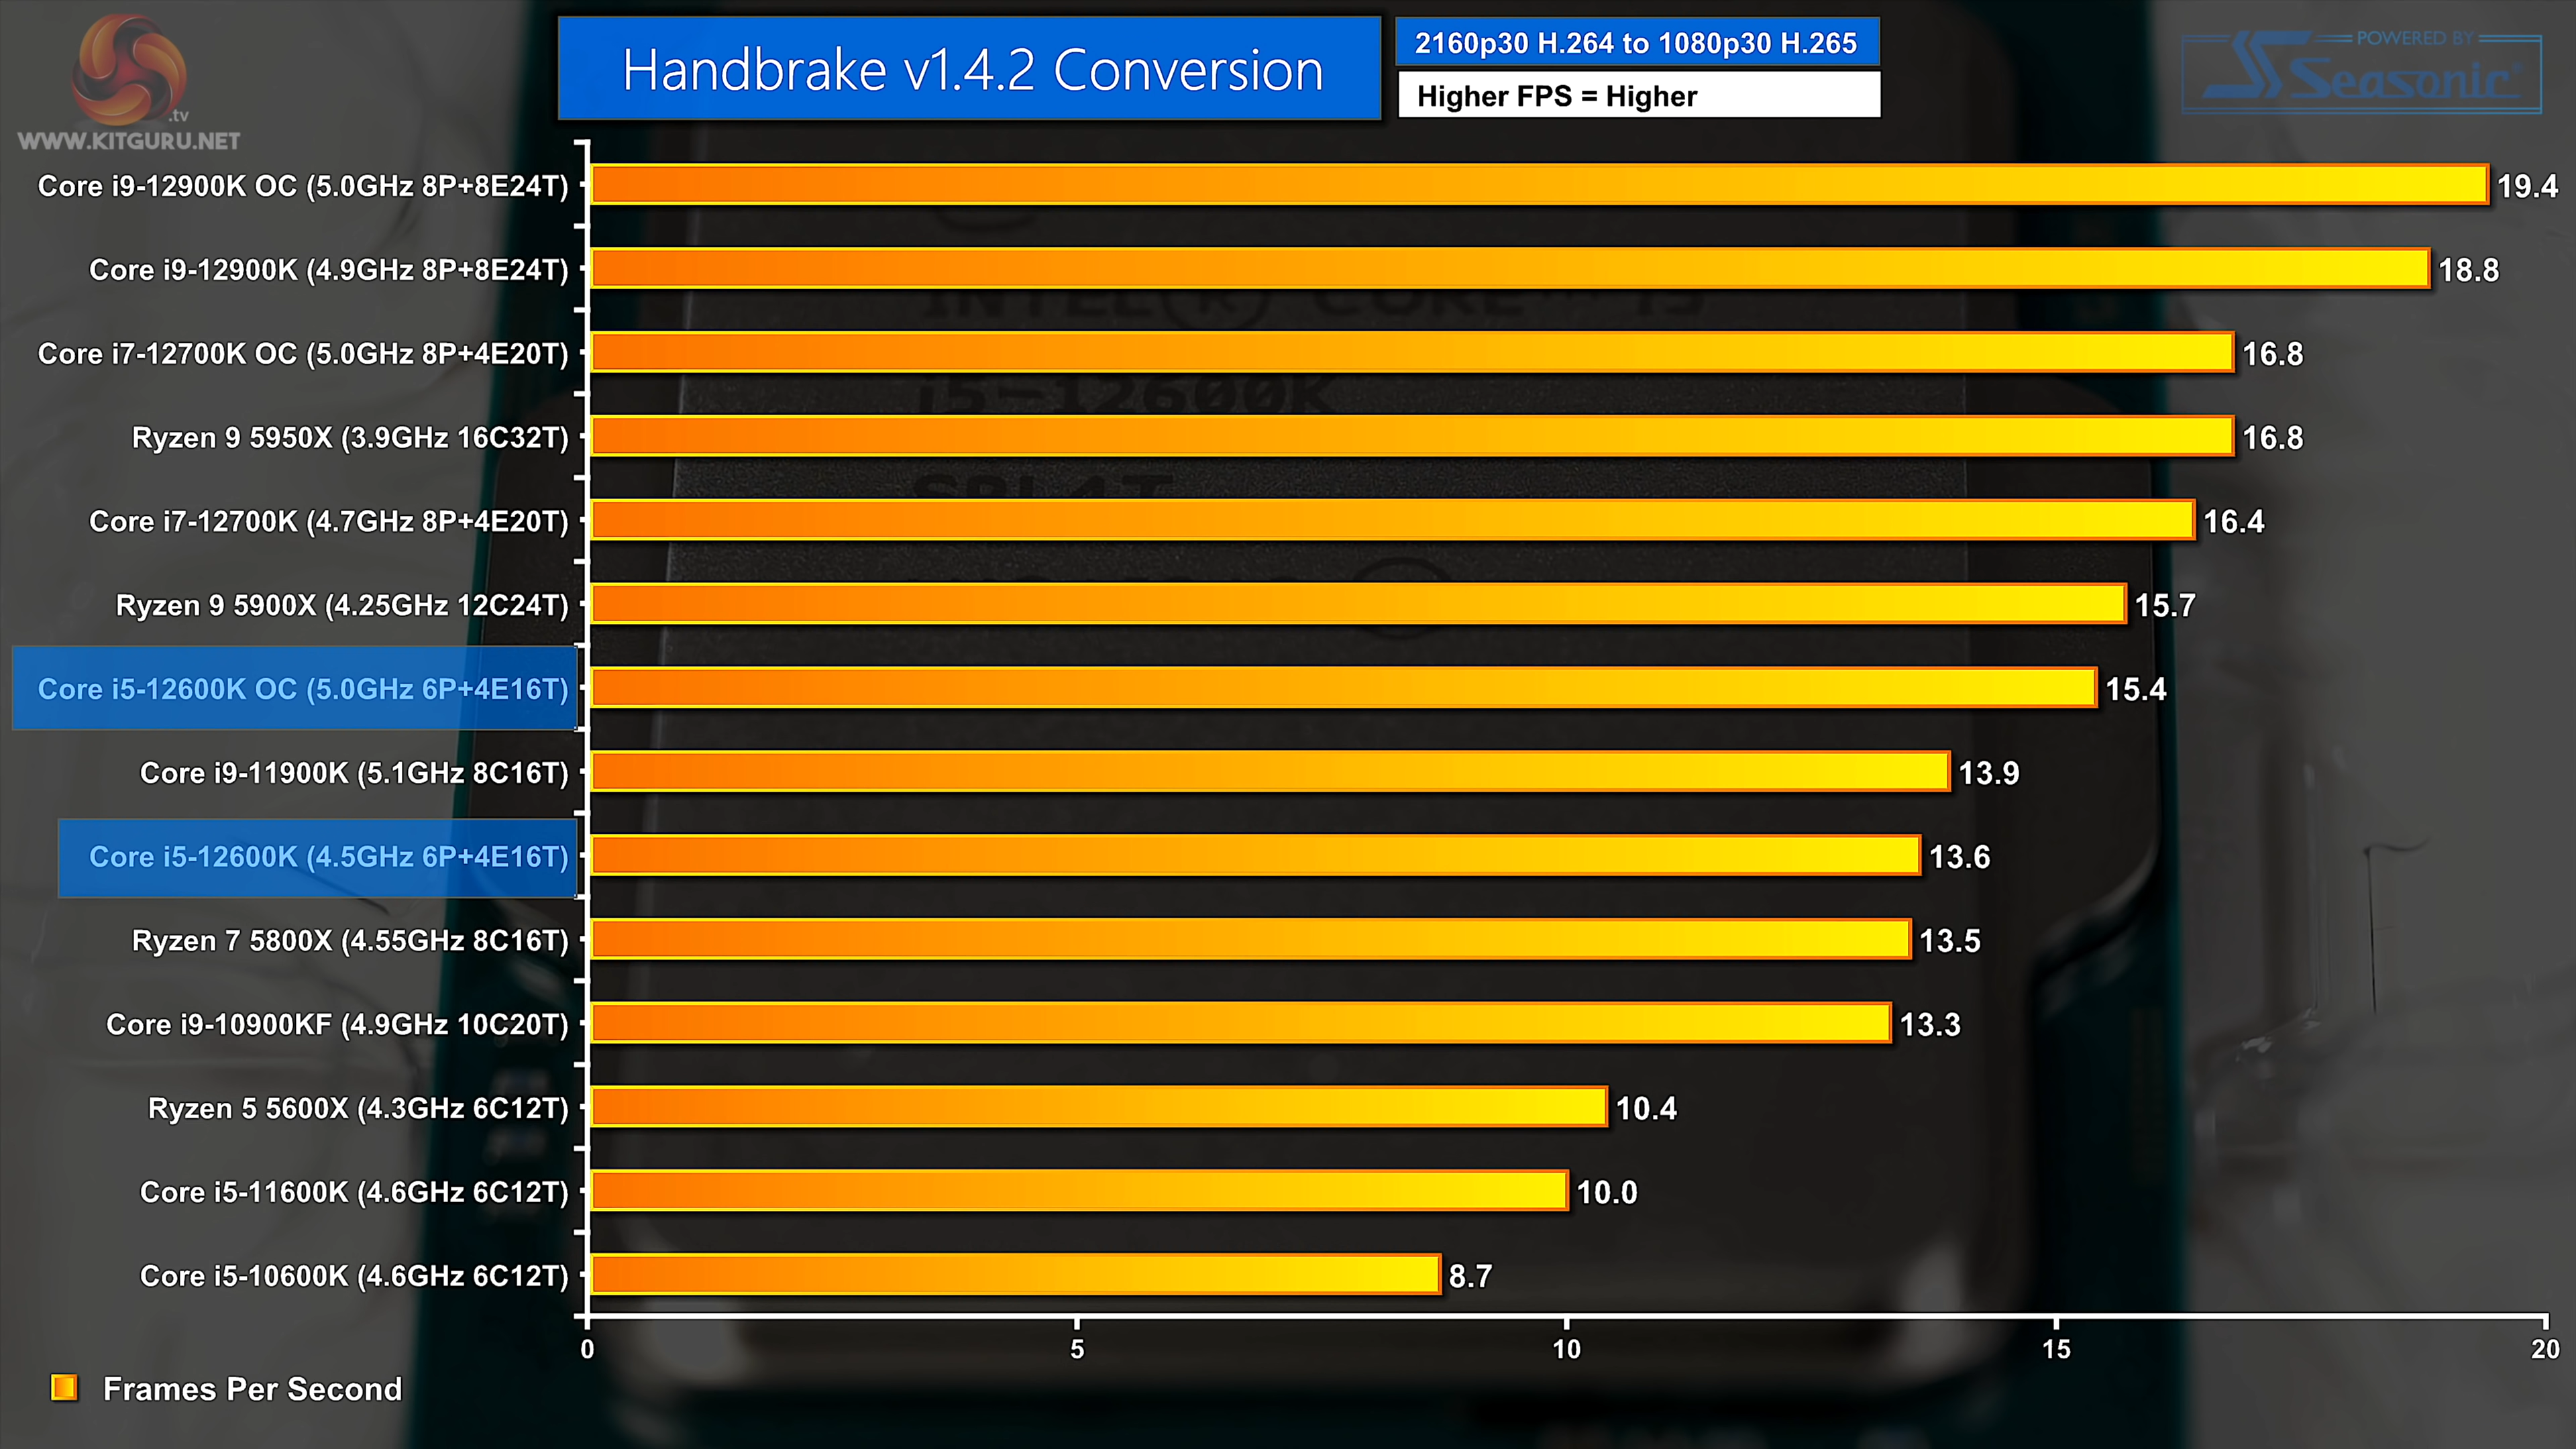 .tv
WWW.KITGURU.NET
Handbrake v1.4.2 Conversion
2160p30 H.264 to 1080p30 H.265
Higher FPS = Higher
POWERED BY
Seasonic
Core i9-12900K OC (5.0GHz 8P+8E24T) 19.4
Core i9-12900K (4.9GHz 8P+8E24T) 18.8
INTEL(R) CORE
Core i7-12700K OC (5.0GHz 8P+4E20T) 16.8
i5-12600K
Ryzen 9 5950X (3.9GHz 16C32T) 16.8
Core i7-12700K (4.7GHz 8P+4E20T) 16.4
Ryzen 9 5900X (4.25GHz 12C24T) 15.7
Core i5-12600K OC (5.0GHz 6P+4E16T) 15.4
Core i9-11900K (5.1GHz 8C16T) 13.9
Core i5-12600K (4.5GHz 6P+4E16T) 13.6
Ryzen 7 5800X (4.55GHz 8C16T) 13.5
Core i9-10900KF (4.9GHz 10C20T) 13.3
Ryzen 5 5600X (4.3GHz 6C12T) 10.4
Core i5-11600K (4.6GHz 6C12T) 10.0
Core i5-10600K (4.6GHz 6C12T) 8.7
0 5 10 15 20
Frames Per Second